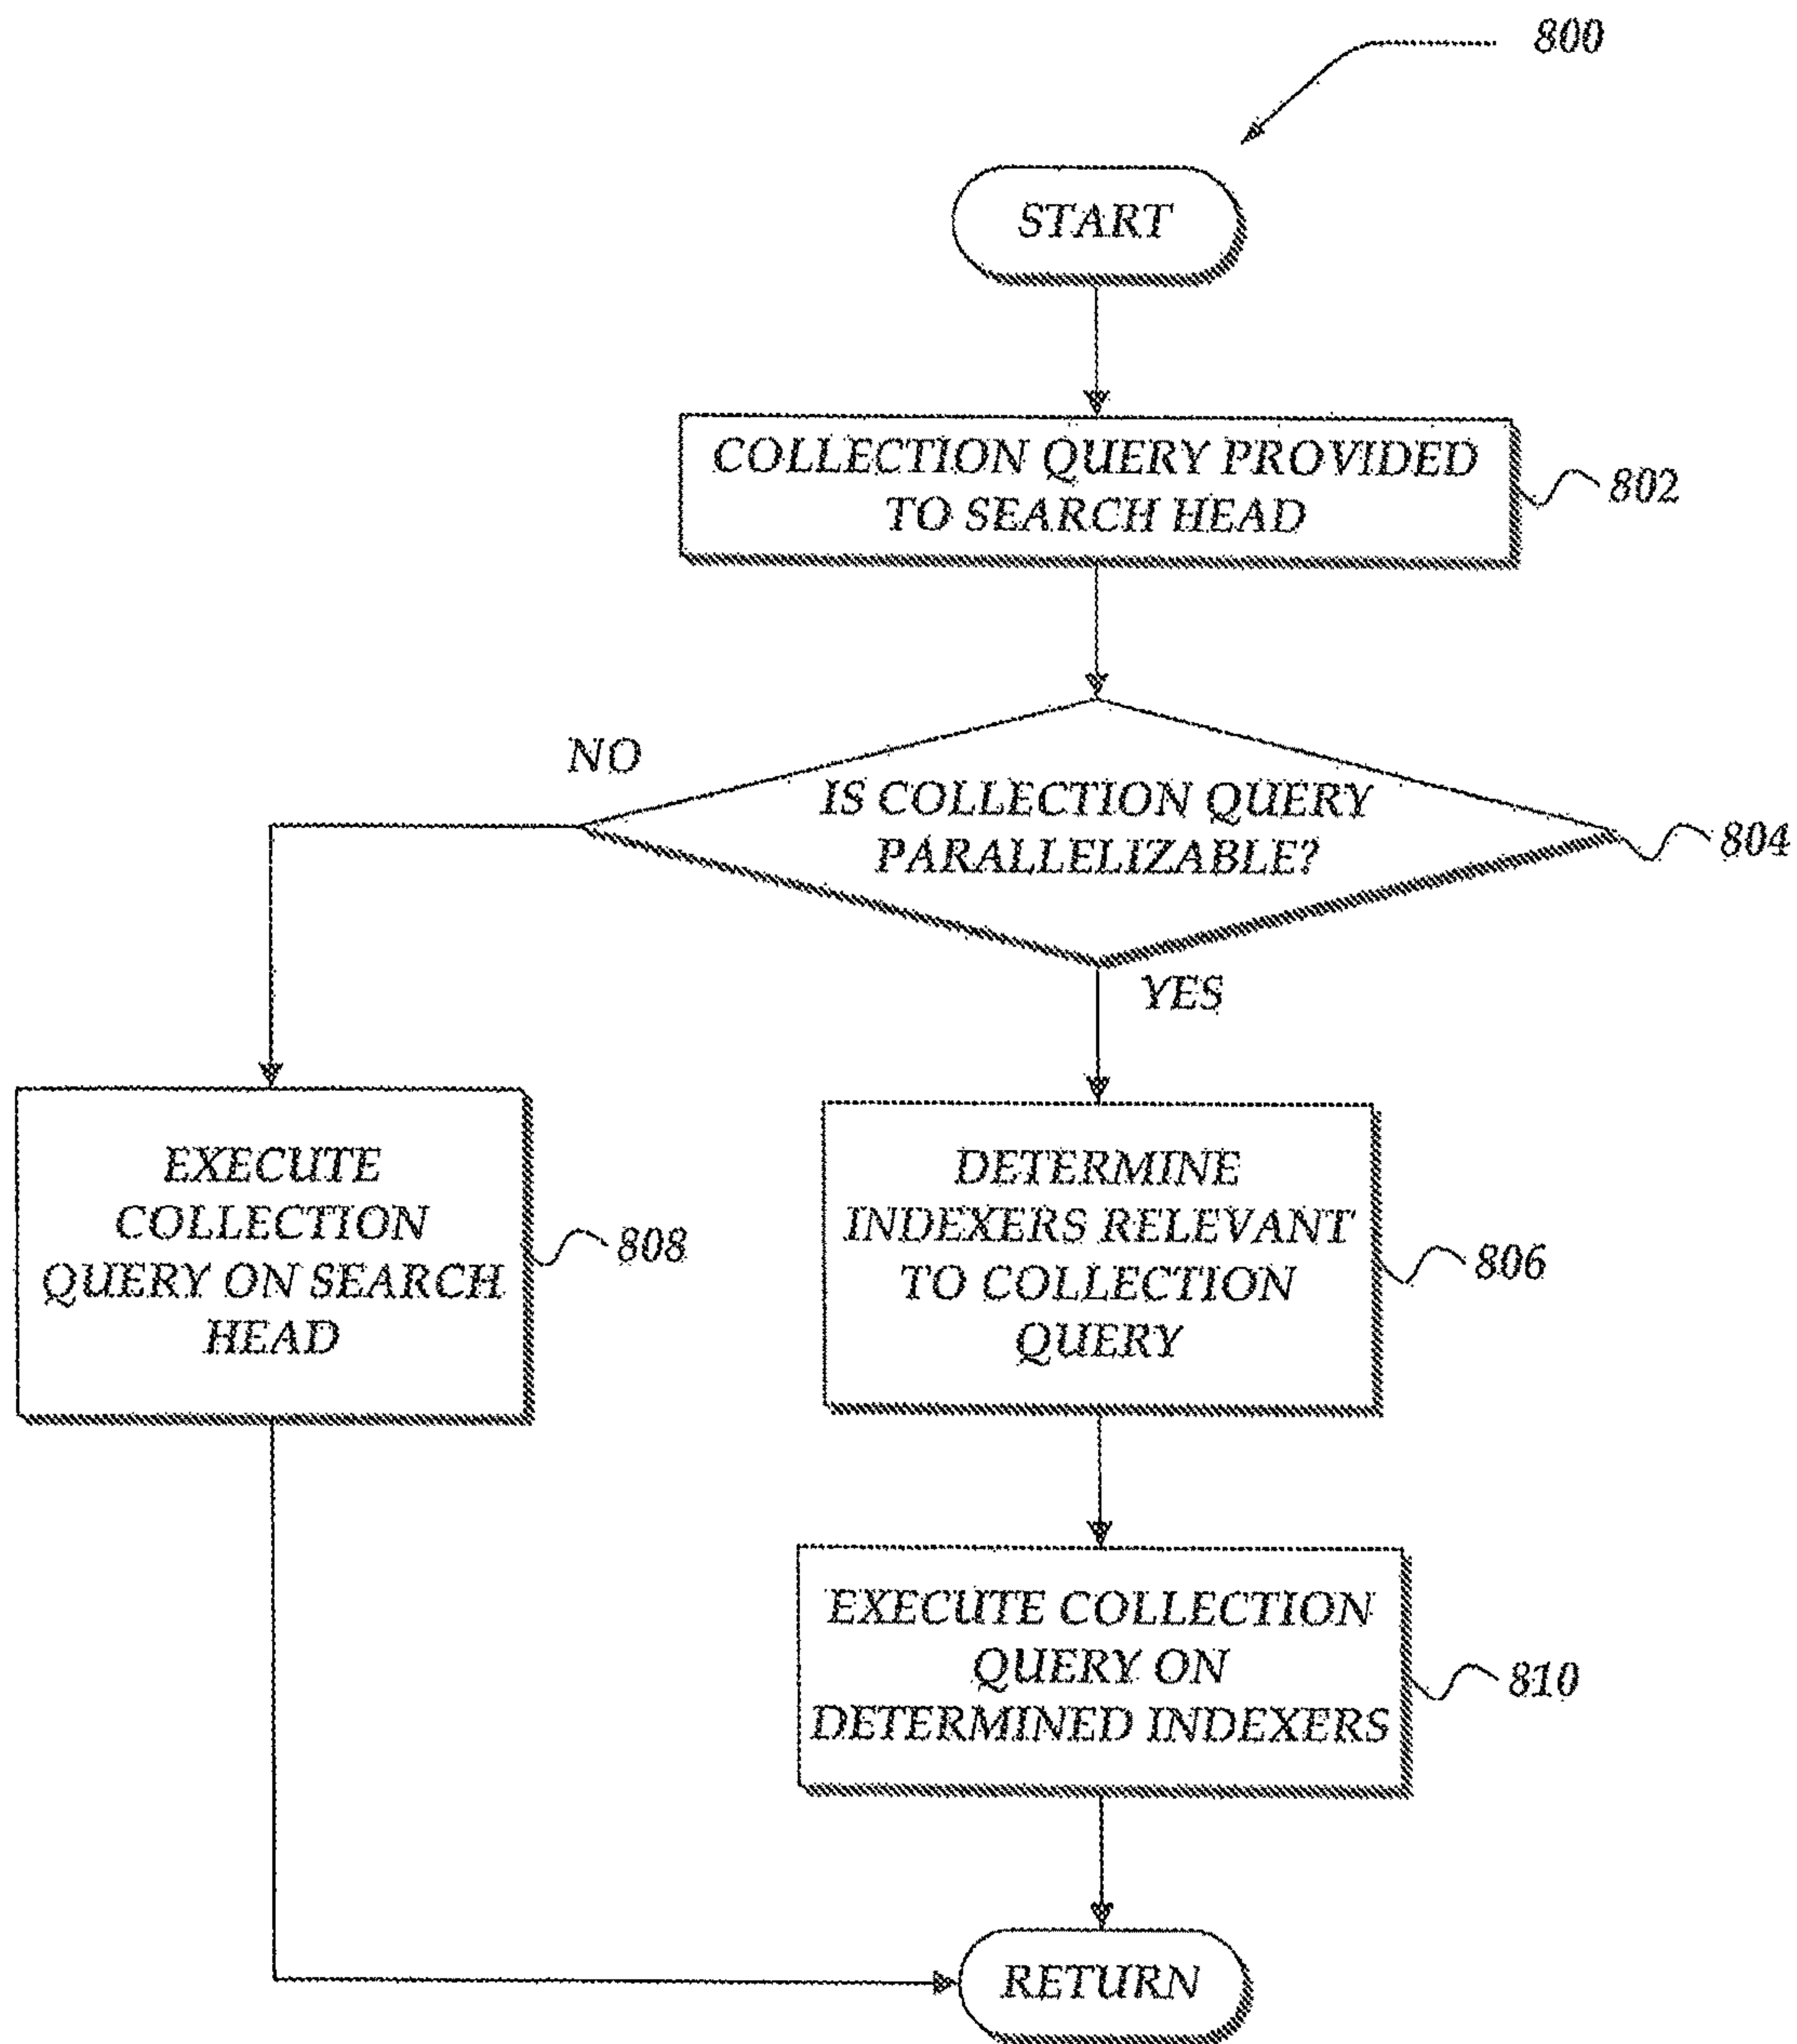 800
START
COLLECTION QUERY PROVIDED
TO SEARCH HEAD
802
NO
IS COLLECTION QUERY
PARALLELIZABLE?
804
YES
EXECUTE
COLLECTION
QUERY ON SEARCH
HEAD
808
DETERMINE
INDEXERS RELEVANT
TO COLLECTION
QUERY
806
EXECUTE COLLECTION
QUERY ON
DETERMINED INDEXERS
810
RETURN